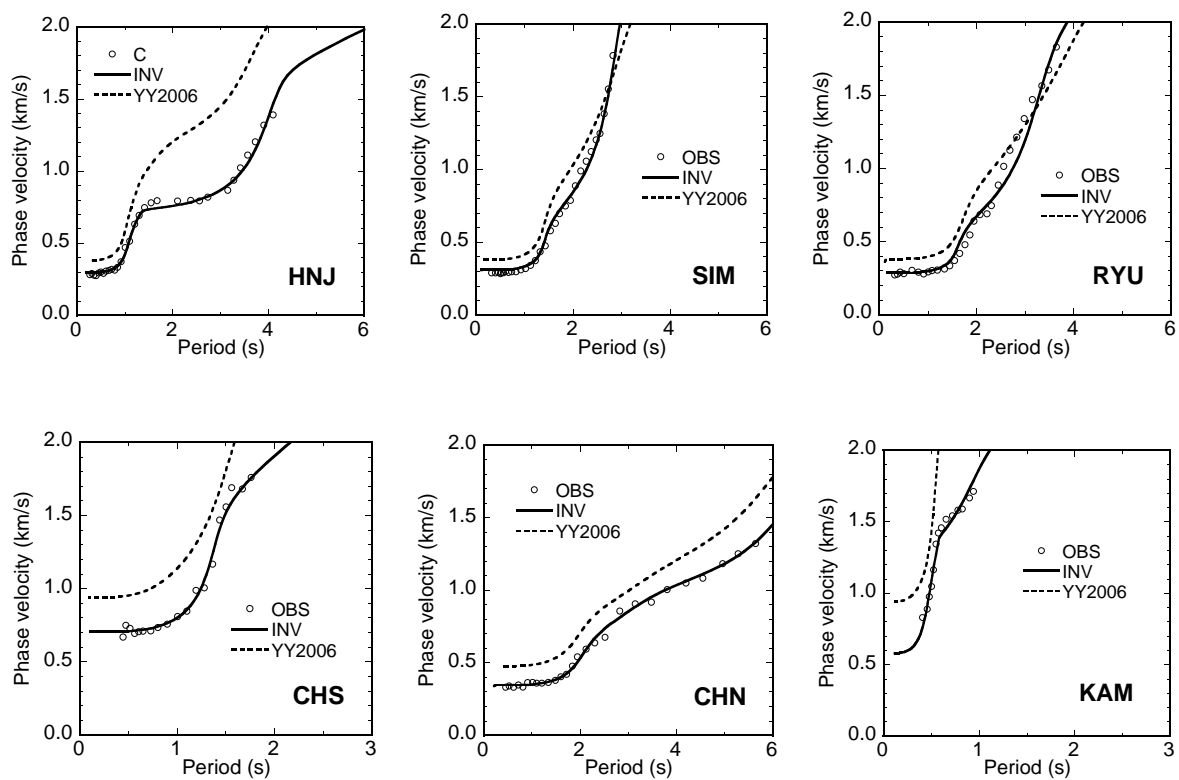 2.0
1.5
1.0
0.5
0.0
Phase velocity (km/s)
C
INV
YY2006
HNJ
0 2 4 6
Period (s)
2.0
1.5
1.0
0.5
0.0
Phase velocity (km/s)
OBS
INV
YY2006
SIM
0 2 4 6
Period (s)
2.0
1.5
1.0
0.5
0.0
Phase velocity (km/s)
OBS
INV
YY2006
RYU
0 2 4 6
Period (s)
2.0
1.5
1.0
0.5
0.0
Phase velocity (km/s)
OBS
INV
YY2006
CHS
0 1 2 3
Period (s)
2.0
1.5
1.0
0.5
0.0
Phase velocity (km/s)
OBS
INV
YY2006
CHN
0 2 4 6
Period (s)
2.0
1.5
1.0
0.5
0.0
Phase velocity (km/s)
OBS
INV
YY2006
KAM
0 1 2 3
Period (s)